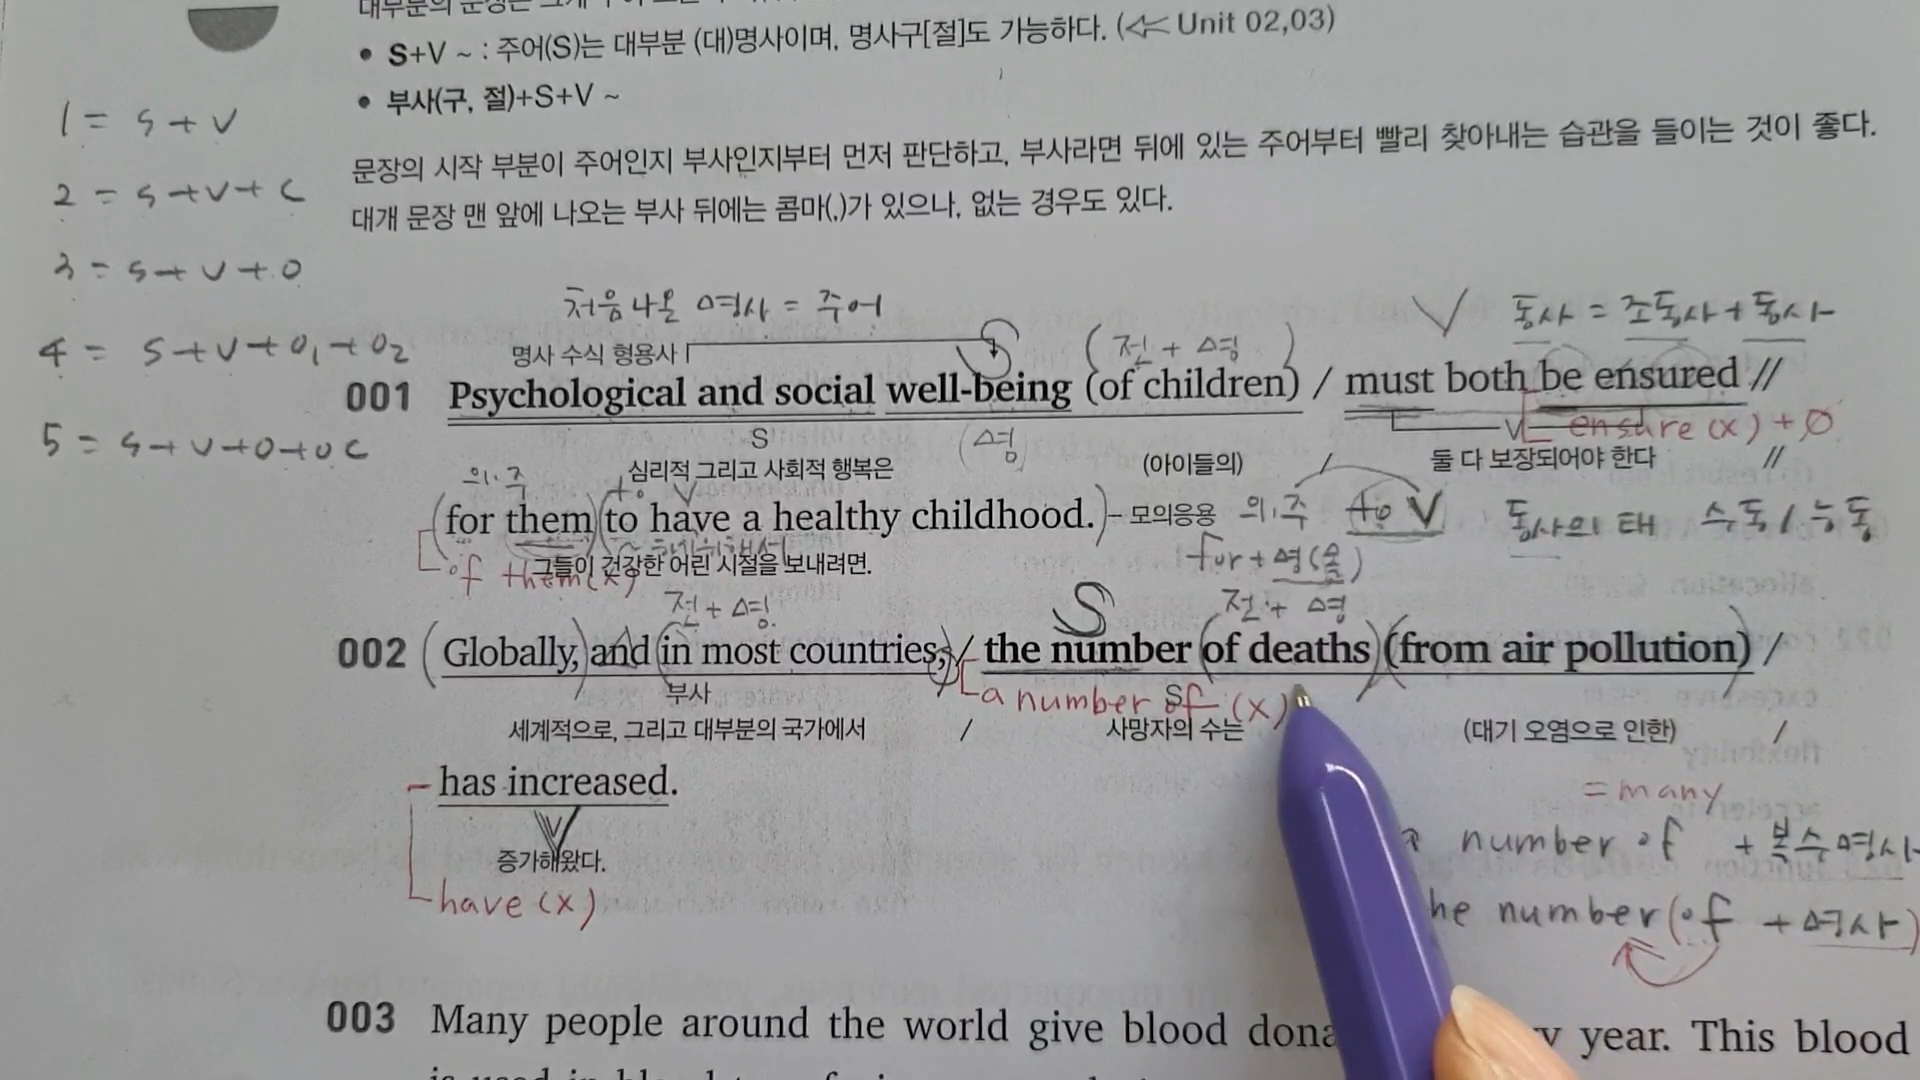 • S+V ~ : 주어(S)는 대부분 (대)명사이며, 명사구[절]도 가능하다. (≪ Unit 02,03)
• 부사(구, 절)+S+V ~
1 = S + V
문장의 시작 부분이 주어인지 부사인지부터 먼저 판단하고, 부사라면 뒤에 있는 주어부터 빨리 찾아내는 습관을 들이는 것이 좋다.
2 = S + V + C
대개 문장 맨 앞에 나오는 부사 뒤에는 콤마(,)가 있으나, 없는 경우도 있다.
3 = S + V + O
처음 나온 명사 = 주어
V 동사 = 조동사 + 동사
4 = S + V + O1 + O2
명사 수식 형용사 S (전 + 명)
001 Psychological and social well-being (of children) / must both be ensured //
5 = S + V + O + OC
S (명) V ensure (x) + O
의.주 심리적 그리고 사회적 행복은 (아이들의) / 둘 다 보장되어야 한다 //
to V
(for them) (to have a healthy childhood.) - 모의응용 의.주 to V 동사의 태 수동/능동
그들이 건강한 어린 시절을 보내려면. for + 명(을)
of them (x)
전 + 명 S 전 + 명
002 (Globally,) and (in most countries,) / the number (of deaths) (from air pollution) /
부사 a number of (x) S
세계적으로, 그리고 대부분의 국가에서 / 사망자의 수는 (대기 오염으로 인한) /
has increased.
= many
V
number of + 복수명사
증가해왔다.
have (x)
he number (of + 명사)
003 Many people around the world give blood dona y year. This blood